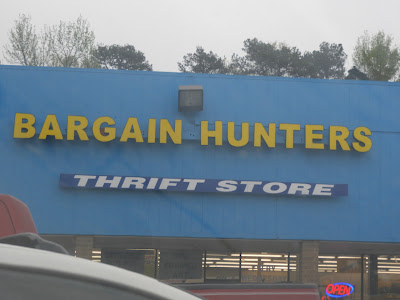 BARGAIN HUNTERS
THRIFT STORE
OPEN